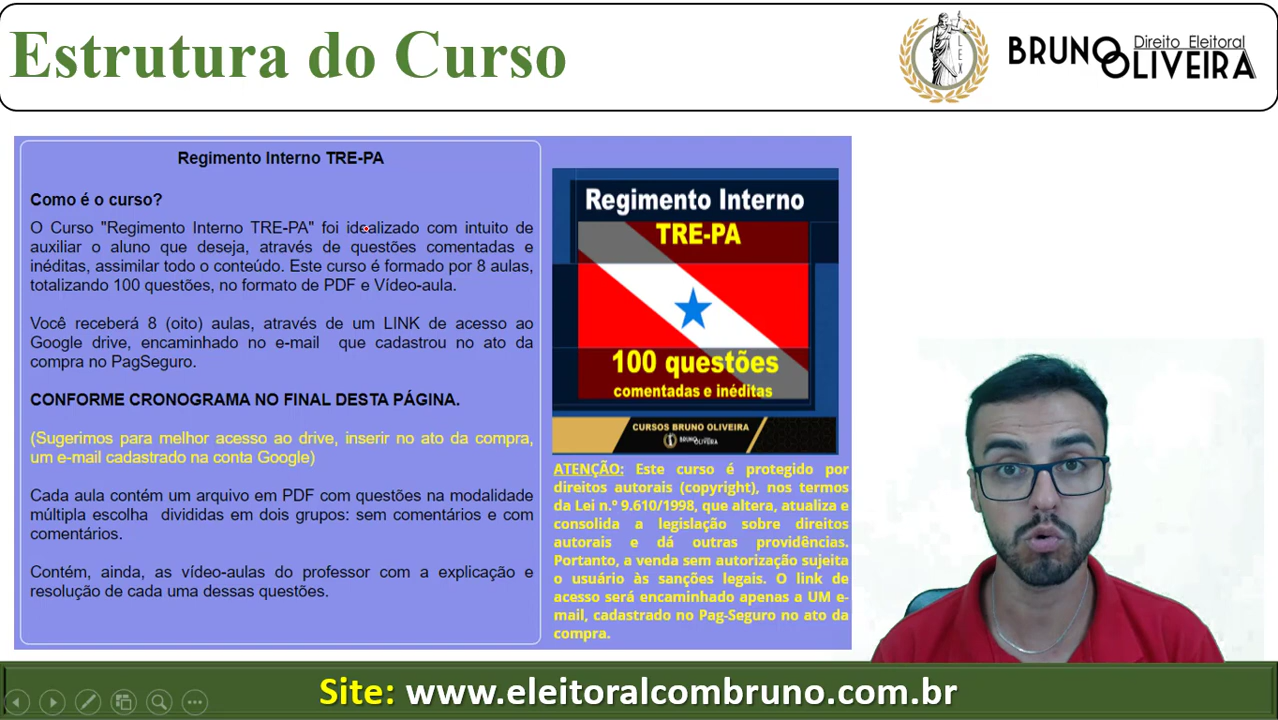 Estrutura do Curso
LEX
BRUNO
Direito Eleitoral
OLIVEIRA
Regimento Interno TRE-PA
Como é o curso?
O Curso "Regimento Interno TRE-PA" foi idealizado com intuito de
auxiliar o aluno que deseja, através de questões comentadas e
inéditas, assimilar todo o conteúdo. Este curso é formado por 8 aulas,
totalizando 100 questões, no formato de PDF e Vídeo-aula.
Você receberá 8 (oito) aulas, através de um LINK de acesso ao
Google drive, encaminhado no e-mail que cadastrou no ato da
compra no PagSeguro.
CONFORME CRONOGRAMA NO FINAL DESTA PÁGINA.
(Sugerimos para melhor acesso ao drive, inserir no ato da compra,
um e-mail cadastrado na conta Google)
Cada aula contém um arquivo em PDF com questões na modalidade
múltipla escolha divididas em dois grupos: sem comentários e com
comentários.
Contém, ainda, as vídeo-aulas do professor com a explicação e
resolução de cada uma dessas questões.
Regimento Interno
TRE-PA
100 questões
comentadas e inéditas
CURSOS BRUNO OLIVEIRA
BRUNO OLIVEIRA
ATENÇÃO: Este curso é protegido por
direitos autorais (copyright), nos termos
da Lei n.º 9.610/1998, que altera, atualiza e
consolida a legislação sobre direitos
autorais e dá outras providências.
Portanto, a venda sem autorização sujeita
o usuário às sanções legais. O link de
acesso será encaminhado apenas a UM e-
mail, cadastrado no Pag-Seguro no ato da
compra.
Site: www.eleitoralcombruno.com.br